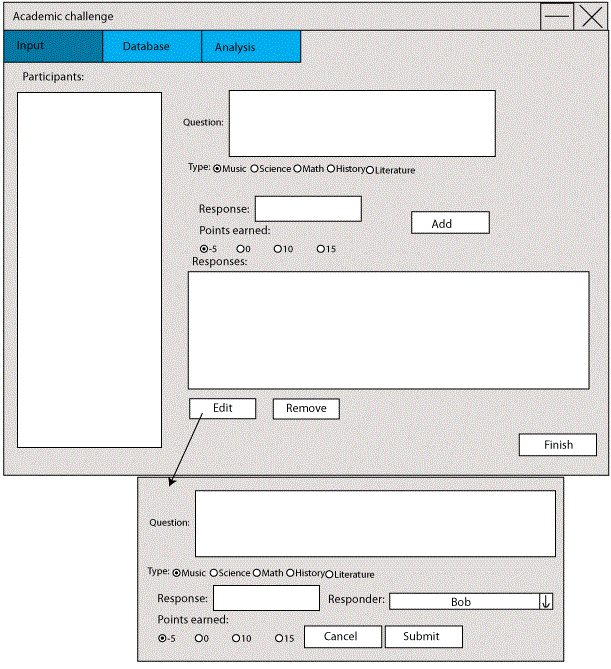 Academic challenge
Input Database Analysis
Participants:
Question:
Type: Music Science Math History Literature
Response:
Add
Points earned:
-5 0 10 15
Responses:
Edit Remove
Finish
Question:
Type: Music Science Math History Literature
Response: Responder: Bob
Points earned:
-5 0 10 15 Cancel Submit